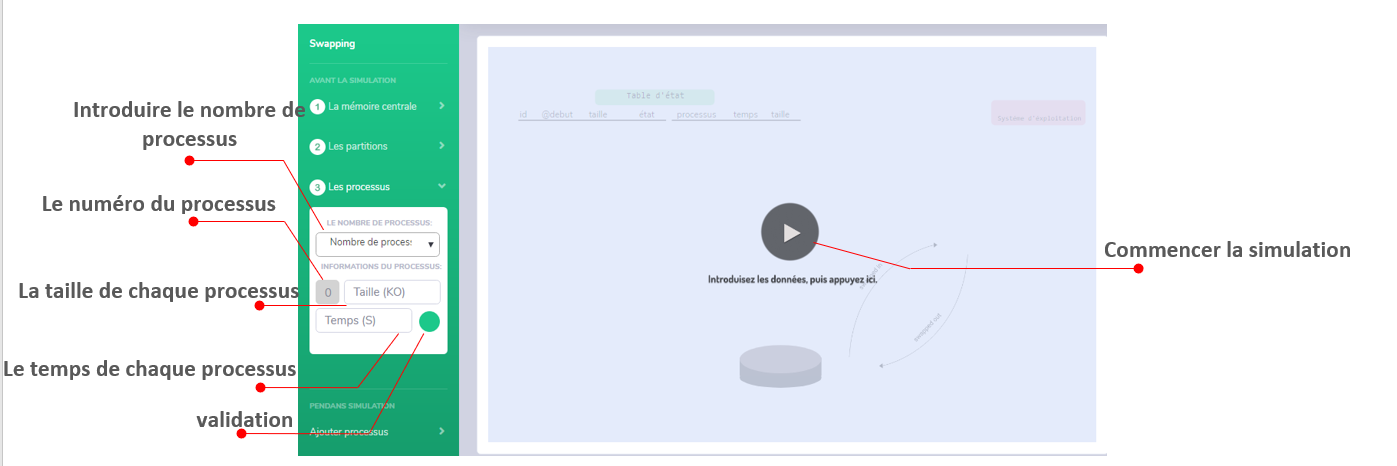 Introduire le nombre de
processus
Le numéro du processus
La taille de chaque processus
Le temps de chaque processus
validation
Swapping
AVANT LA SIMULATION
1 La mémoire centrale
2 Les partitions
3 Les processus
LE NOMBRE DE PROCESSUS:
Nombre de proces
INFORMATIONS DU PROCESSUS:
0 Taille (KO)
Temps (S)
PENDANS SIMULATION
Ajouter processus
Table d'état
id @debut taille état processus temps taille
Système d'éxploitation
Introduisez les données, puis appuyez ici.
swapped in
swapped out
Commencer la simulation